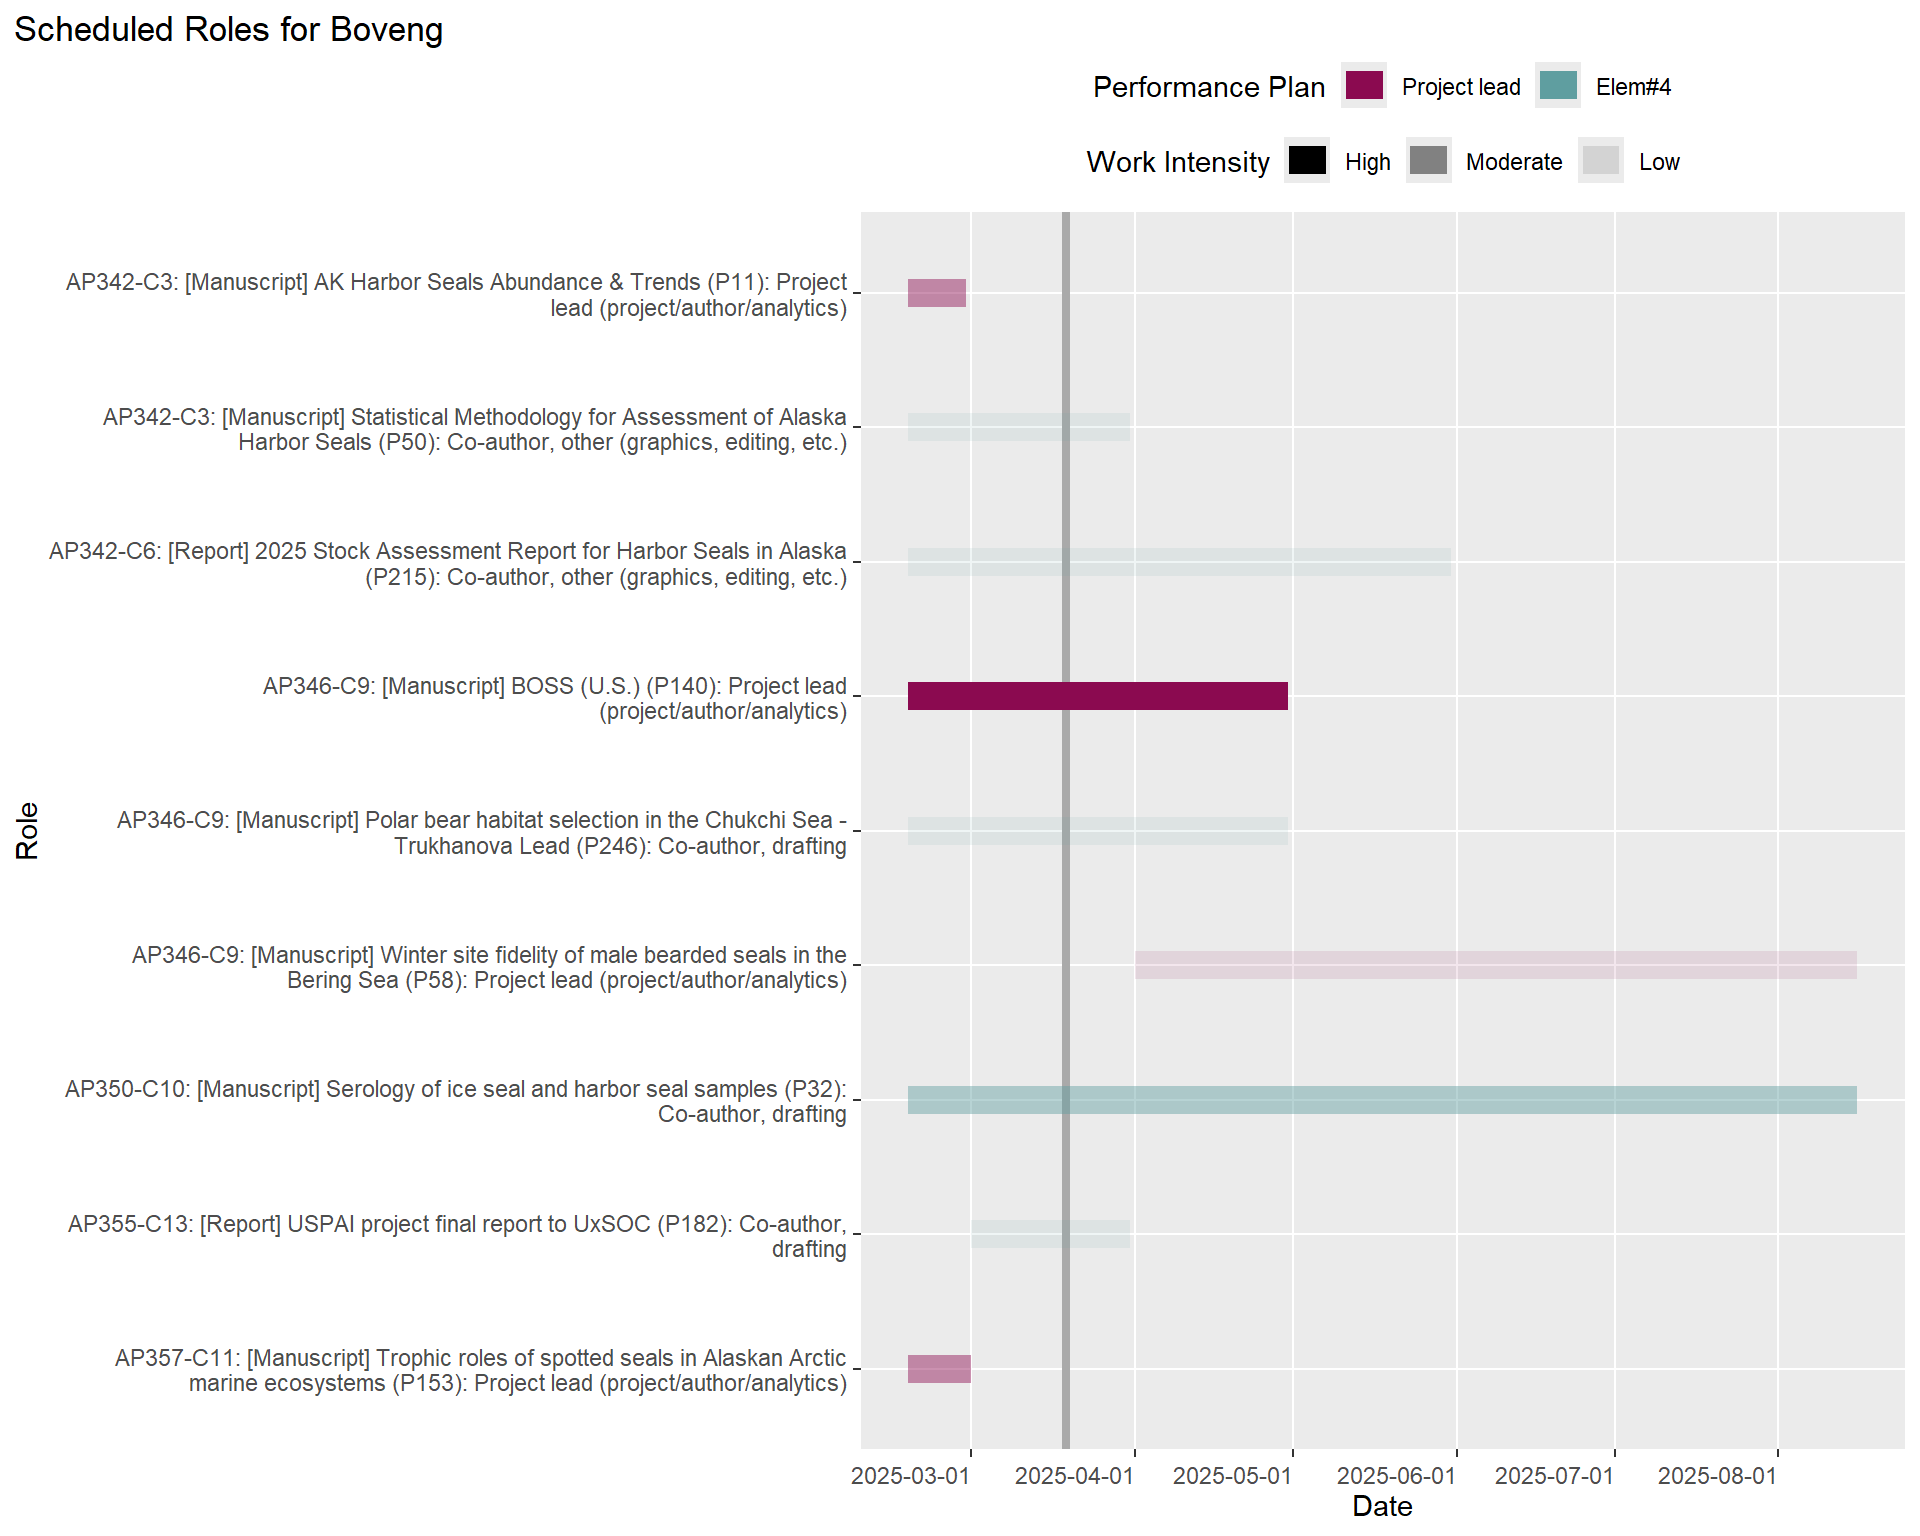 Scheduled Roles for Boveng
Performance Plan Project lead Elem#4
Work Intensity High Moderate Low
AP342-C3: [Manuscript] AK Harbor Seals Abundance & Trends (P11): Project
lead (project/author/analytics)
AP342-C3: [Manuscript] Statistical Methodology for Assessment of Alaska
Harbor Seals (P50): Co-author, other (graphics, editing, etc.)
AP342-C6: [Report] 2025 Stock Assessment Report for Harbor Seals in Alaska
(P215): Co-author, other (graphics, editing, etc.)
AP346-C9: [Manuscript] BOSS (U.S.) (P140): Project lead
(project/author/analytics)
AP346-C9: [Manuscript] Polar bear habitat selection in the Chukchi Sea -
Trukhanova Lead (P246): Co-author, drafting
AP346-C9: [Manuscript] Winter site fidelity of male bearded seals in the
Bering Sea (P58): Project lead (project/author/analytics)
AP350-C10: [Manuscript] Serology of ice seal and harbor seal samples (P32):
Co-author, drafting
AP355-C13: [Report] USPAI project final report to UxSOC (P182): Co-author,
drafting
AP357-C11: [Manuscript] Trophic roles of spotted seals in Alaskan Arctic
marine ecosystems (P153): Project lead (project/author/analytics)
Role
2025-03-01 2025-04-01 2025-05-01 2025-06-01 2025-07-01 2025-08-01
Date